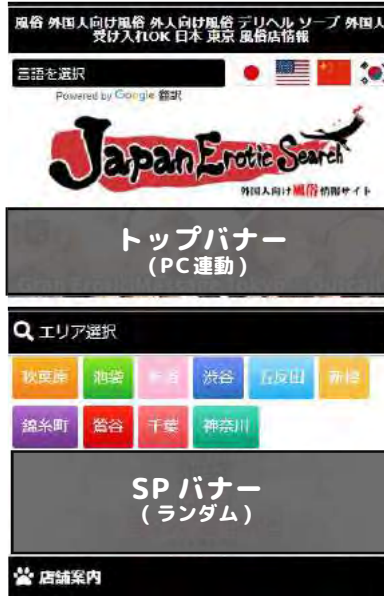 風俗 外国人向け風俗 外人向け風俗 デリヘル ソープ 外国人
受け入れOK 日本 東京 風俗店情報
言語を選択
Powered by Google 翻訳
Japan Erotic Search
外国人向け風俗情報サイト
トップバナー
(PC連動)
エリア選択
秋葉原 池袋 渋谷 五反田 新橋
錦糸町 鶯谷 千葉 神奈川
SPバナー
(ランダム)
店舗案内